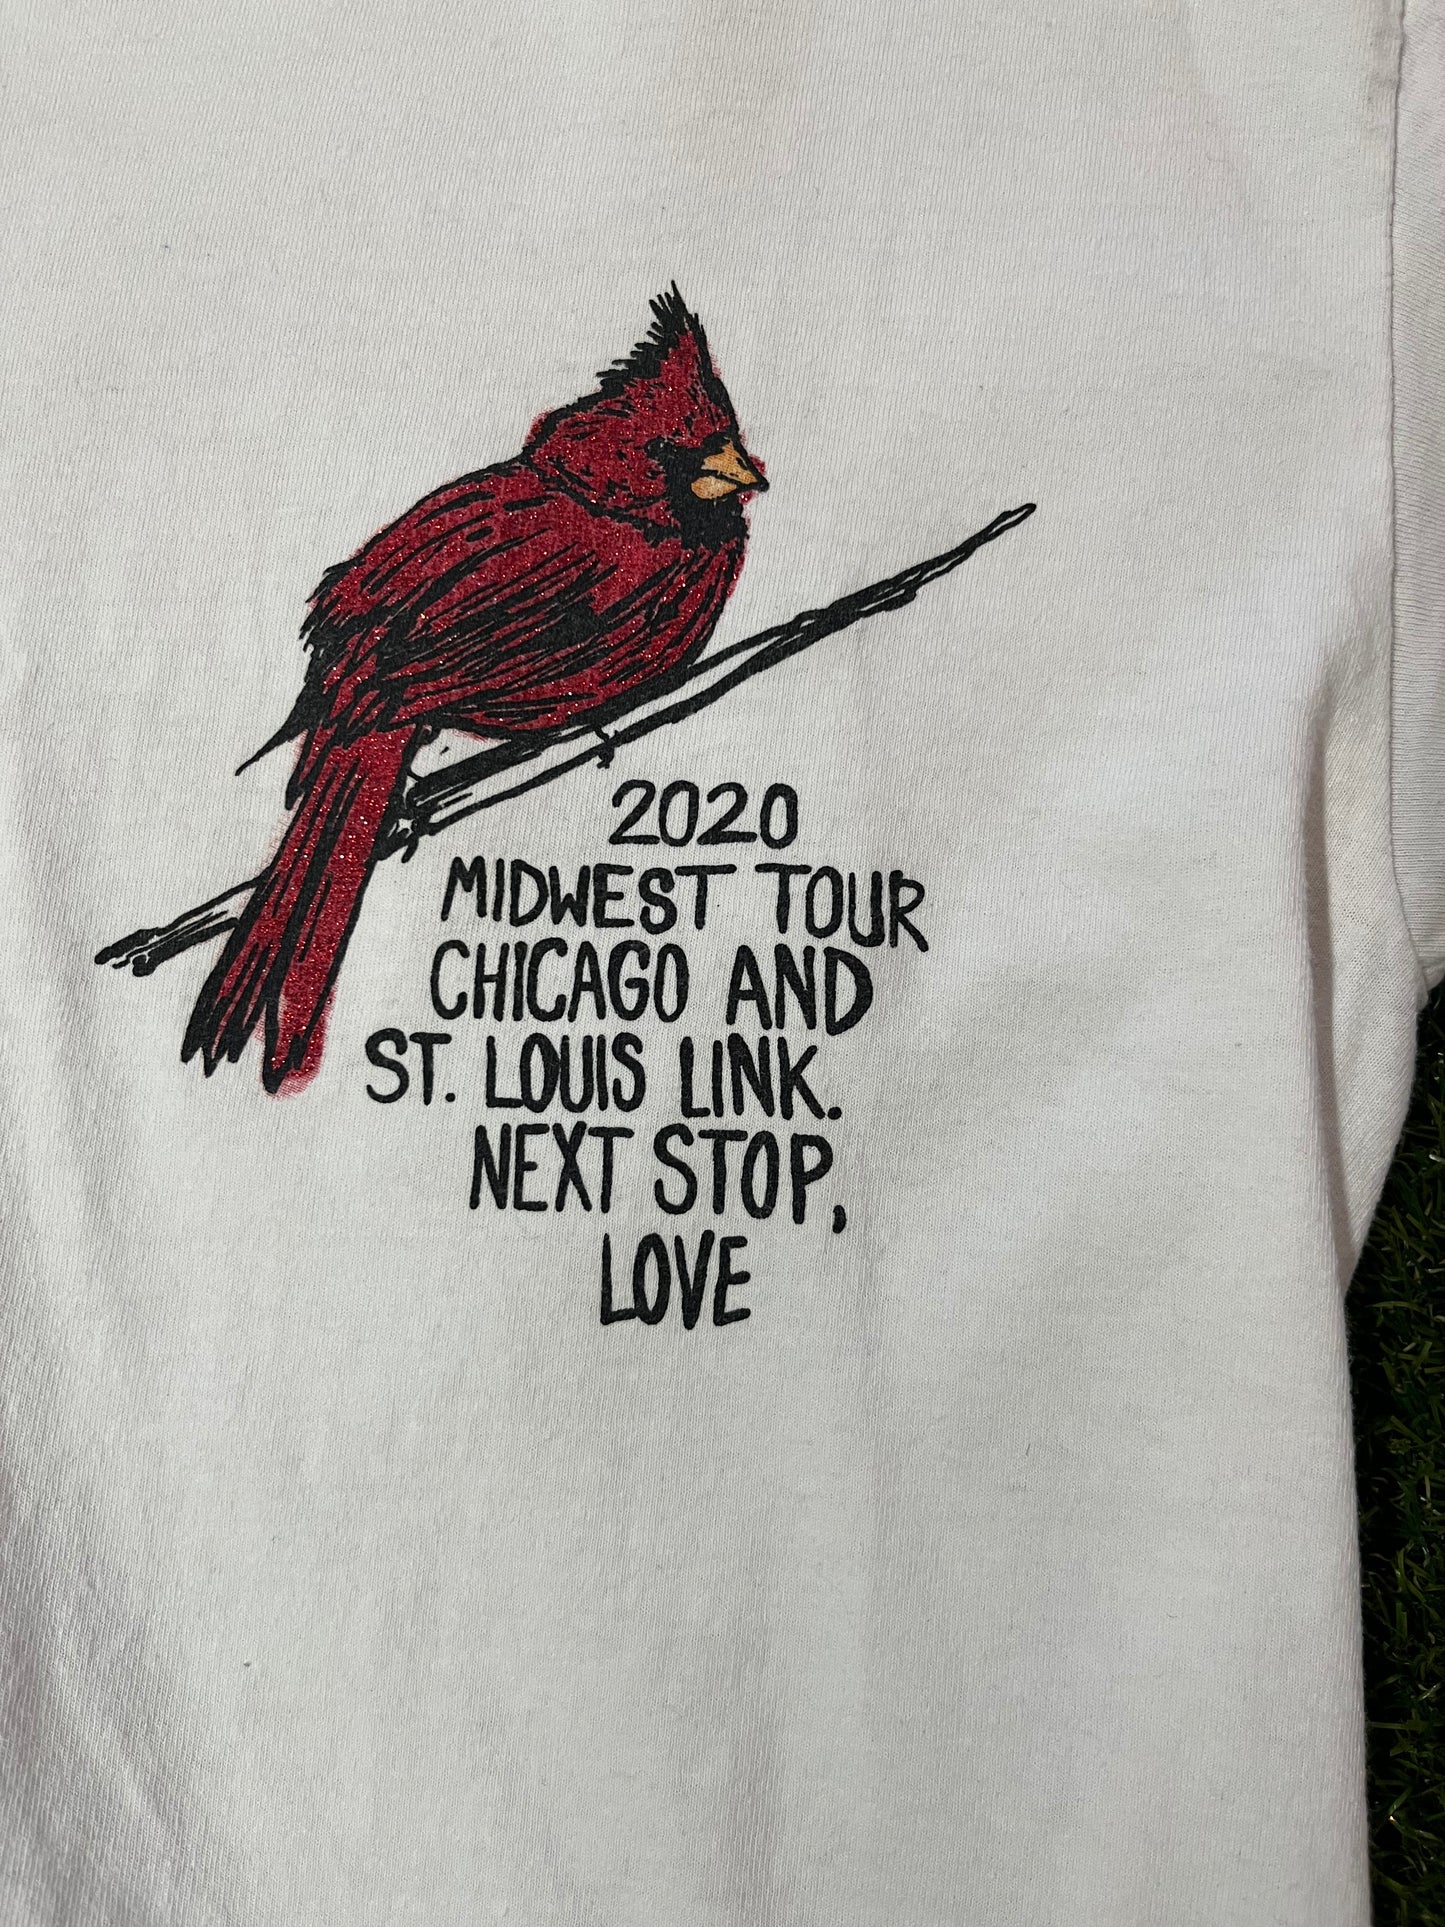 2020
MIDWEST TOUR
CHICAGO AND
ST. LOUIS LINK.
NEXT STOP,
LOVE